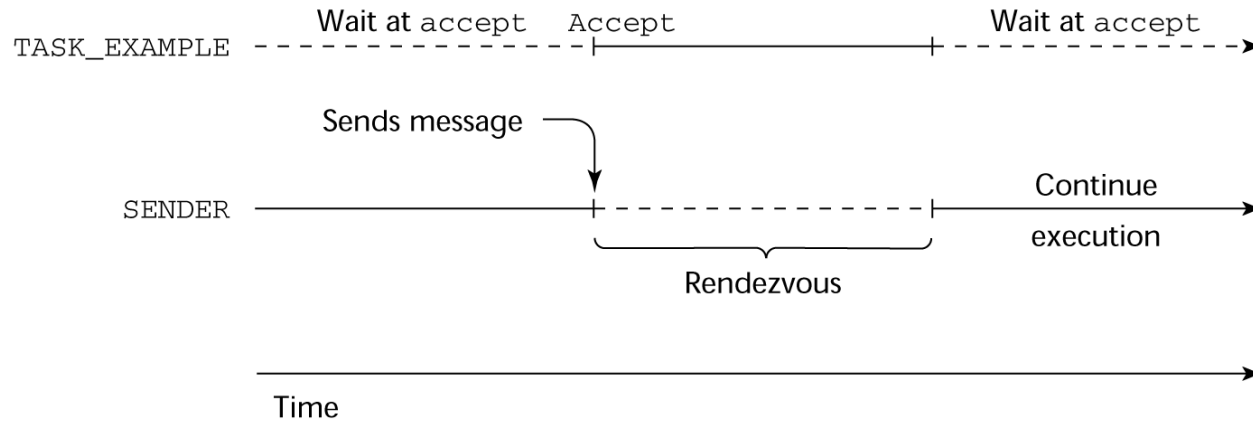 Wait at accept Accept Wait at accept
TASK_EXAMPLE
Sends message
SENDER
Continue
execution
Rendezvous
Time